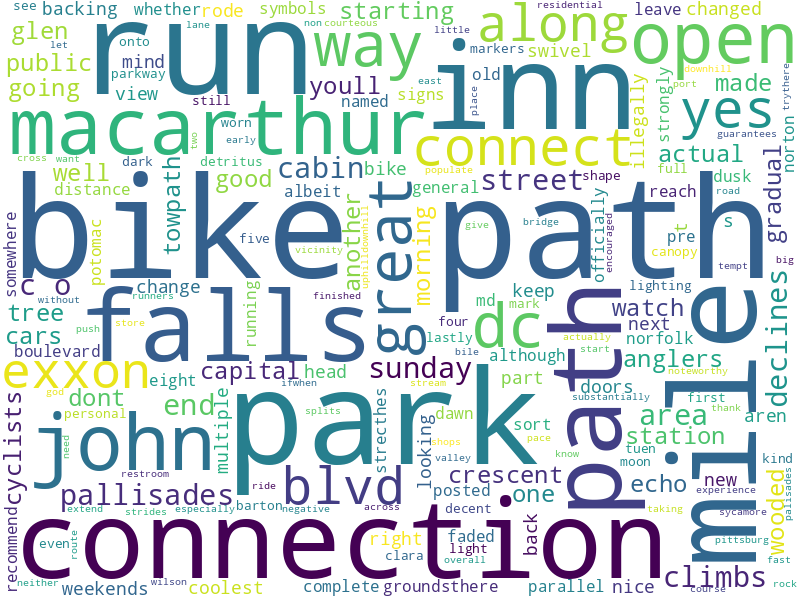 see backing whether rode symbols starting
non courteous residential
leave changed
lane little
let onto
glen run way along open
public mind parkway
markers swivel
downhill
going view
still youll old
east port trythere
named signs illegally strongly made
macarthur inn place yes
worn early two guarantees
connect
cross want dark detritus
actual norton
well cabin bike street shape dusk
populate
distance towpath good general reach full road
albeit
somewhere bike path great morning officially encouraged t s gradual
potomac five another uphilldownhill
bridge give
canopy tempt big
c o change vicinity pre
without running
lighting
tree falls dc keep watch
finished
runners md mark norfolk
cars push four next
store lastly actually start declines
boulevard bile although anglers
exxon capital head sunday part doors
stream noteworthy
eight ifwhen substantially
dont dawn sort first thank
god personal end multiple park splits strecthes path area mile aren
cyclists john shops pace tuen kind
need looking know station
restroom valley moon
blvd crescent one echo new wooded
recommend pallisades ride posted experience palisades
extend strides especially negative across barton decent back
sycamore
connection right faded
even route clara light
pittsburg
neither wilson overall taking fast
weekends coolest complete groundsthere parallel nice climbs
course rock